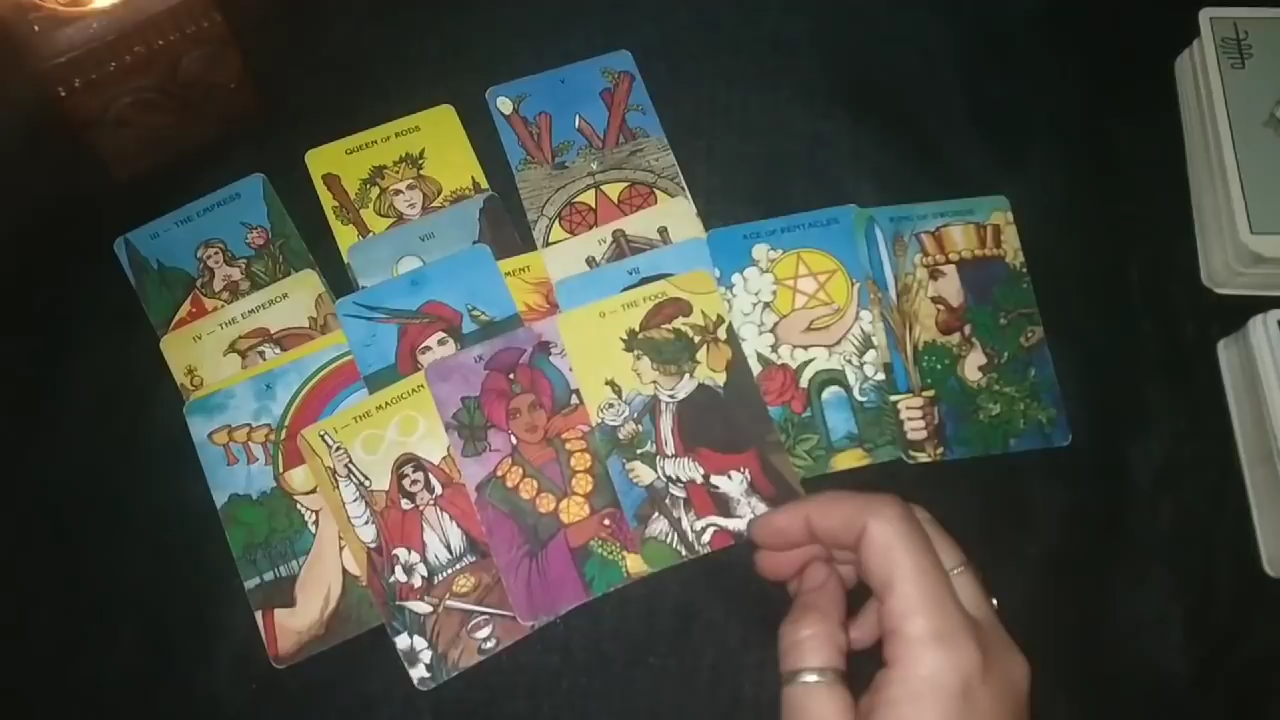 V
QUEEN OF RODS
V
III — THE EMPRESS
ACE OF PENTACLES
KING OF SWORDS
VIII
IV
MENT
VII
IV — THE EMPEROR
0 — THE FOOL
IX
X
I — THE MAGICIAN